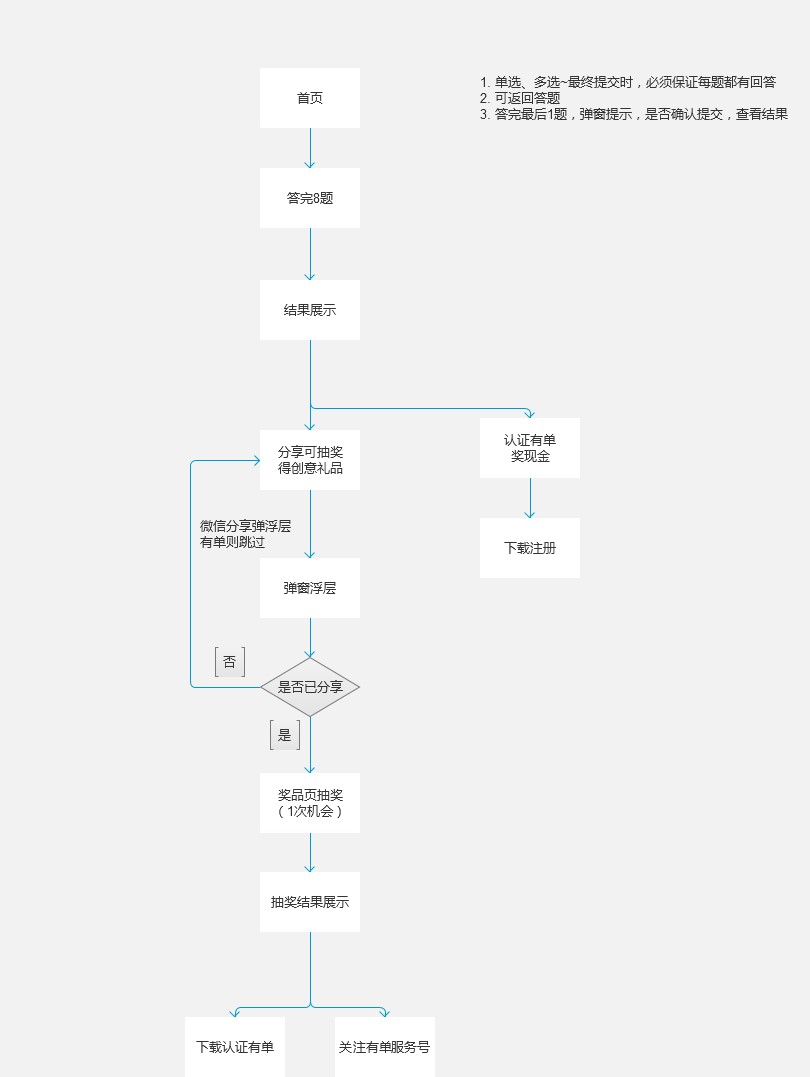 首页
1. 单选、多选~最终提交时，必须保证每题都有回答
2. 可返回答题
3. 答完最后1题，弹窗提示，是否确认提交，查看结果
答完8题
结果展示
分享可抽奖
得创意礼品
认证有单
奖现金
微信分享弹浮层
有单则跳过
下载注册
弹窗浮层
否
是否已分享
是
奖品页抽奖
（1次机会）
抽奖结果展示
下载认证有单
关注有单服务号